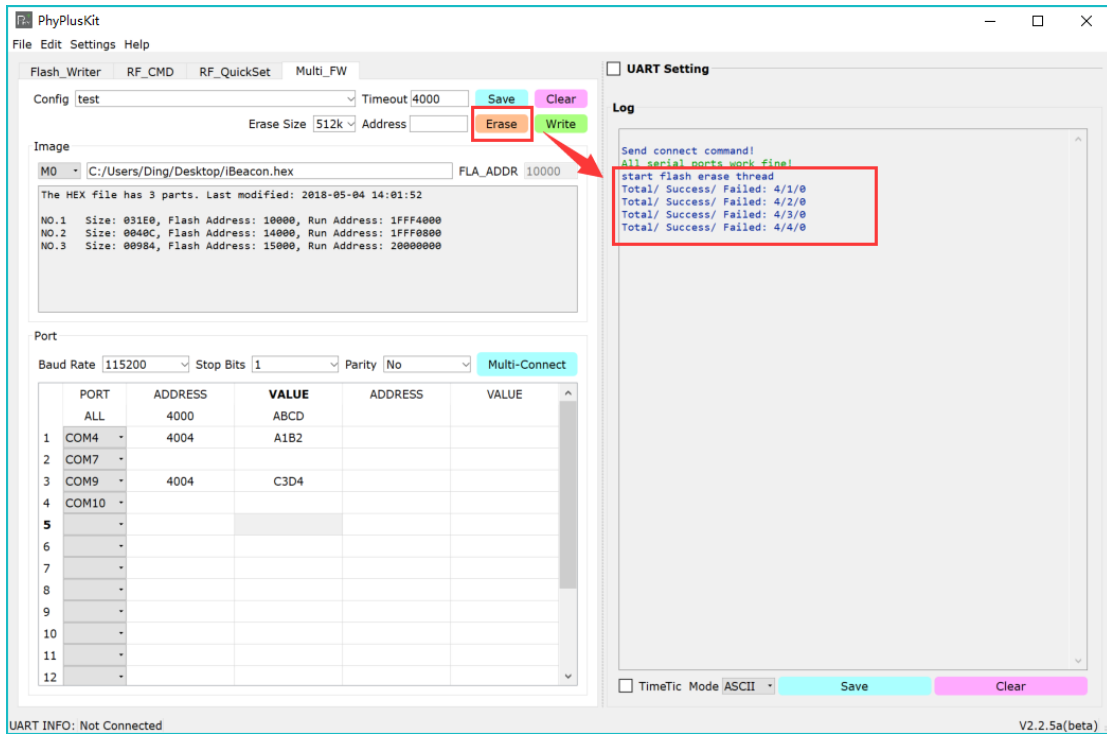 PhyPlusKit
File Edit Settings Help
Flash_Writer RF_CMD RF_QuickSet Multi_FW
Config test Timeout 4000 Save Clear
Erase Size 512k Address Erase Write
Image
M0 C:/Users/Ding/Desktop/iBeacon.hex FLA_ADDR 10000
The HEX file has 3 parts. Last modified: 2018-05-04 14:01:52
NO.1 Size: 031E0, Flash Address: 10000, Run Address: 1FFF4000
NO.2 Size: 0040C, Flash Address: 14000, Run Address: 1FFF0800
NO.3 Size: 00984, Flash Address: 15000, Run Address: 20000000
Port
Baud Rate 115200 Stop Bits 1 Parity No Multi-Connect
PORT ADDRESS VALUE ADDRESS VALUE
ALL 4000 ABCD
1 COM4 4004 A1B2
2 COM7
3 COM9 4004 C3D4
4 COM10
5
6
7
8
9
10
11
12
UART Setting
Log
Send connect command!
All serial ports work fine!
start flash erase thread
Total/ Success/ Failed: 4/1/0
Total/ Success/ Failed: 4/2/0
Total/ Success/ Failed: 4/3/0
Total/ Success/ Failed: 4/4/0
TimeTic Mode ASCII Save Clear
UART INFO: Not Connected V2.2.5a(beta)